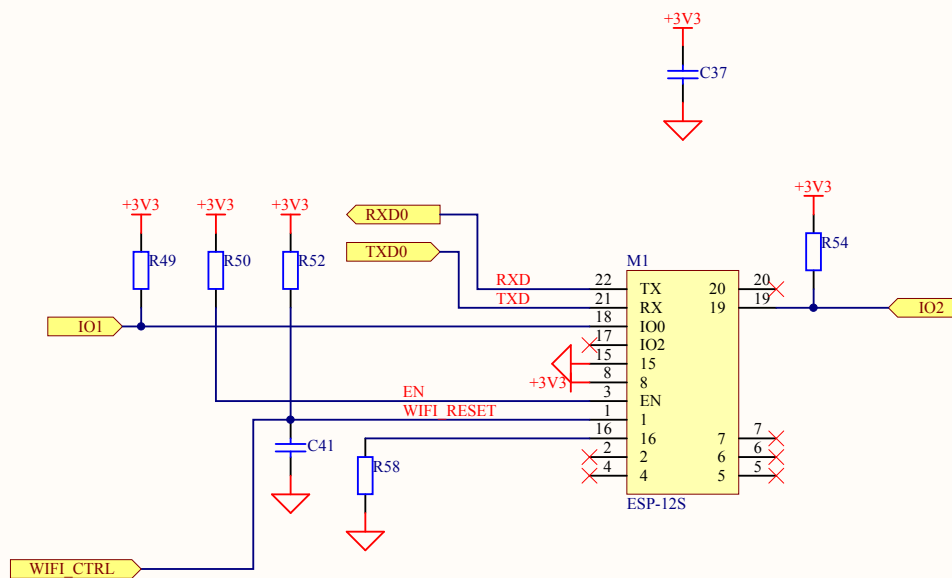 +3V3
C37
+3V3
+3V3
+3V3
+3V3
RXD0
R49
R50
R52
TXD0
R54
M1
RXD
22
TX
20
20
TXD
21
RX
19
19
IO1
18
IO0
IO2
17
IO2
15
15
+3V3
8
8
EN
3
EN
WIFI_RESET
1
1
C41
16
16
7
7
R58
2
2
6
6
4
4
5
5
ESP-12S
WIFI_CTRL